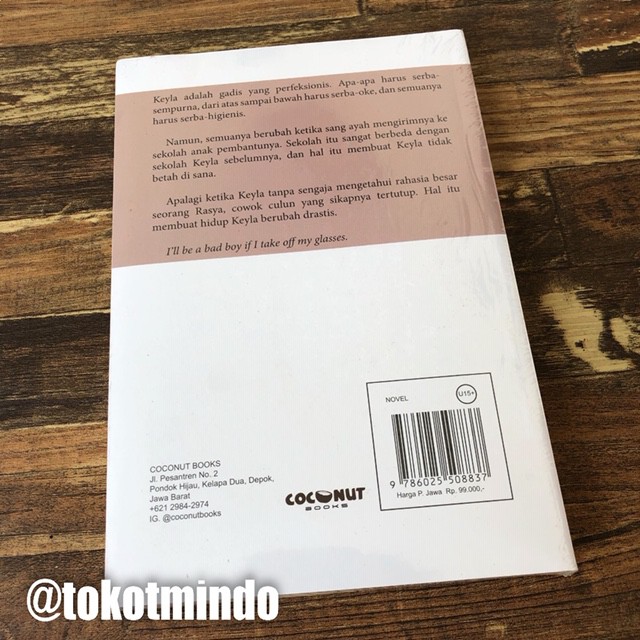 Keyla adalah gadis yang perfeksionis. Apa-apa harus serba-
sempurna, dari atas sampai bawah harus serba-oke, dan semuanya
harus serba-higienis.
Namun, semuanya berubah ketika sang ayah mengirimnya ke
sekolah anak pembantunya. Sekolah itu sangat berbeda dengan
sekolah Keyla sebelumnya, dan hal itu membuat Keyla tidak
betah di sana.
Apalagi ketika Keyla tanpa sengaja mengetahui rahasia besar
seorang Rasya, cowok culun yang sikapnya tertutup. Hal itu
membuat hidup Keyla berubah drastis.
I'll be a bad boy if I take off my glasses.
NOVEL
U15+
9 786025 508837
Harga P. Jawa Rp. 99.000,-
COCONUT BOOKS
Jl. Pesantren No. 2
Pondok Hijau, Kelapa Dua, Depok,
Jawa Barat
+621 2984-2974
IG. @coconutbooks
COCONUT
BOOKS
@tokotmindo